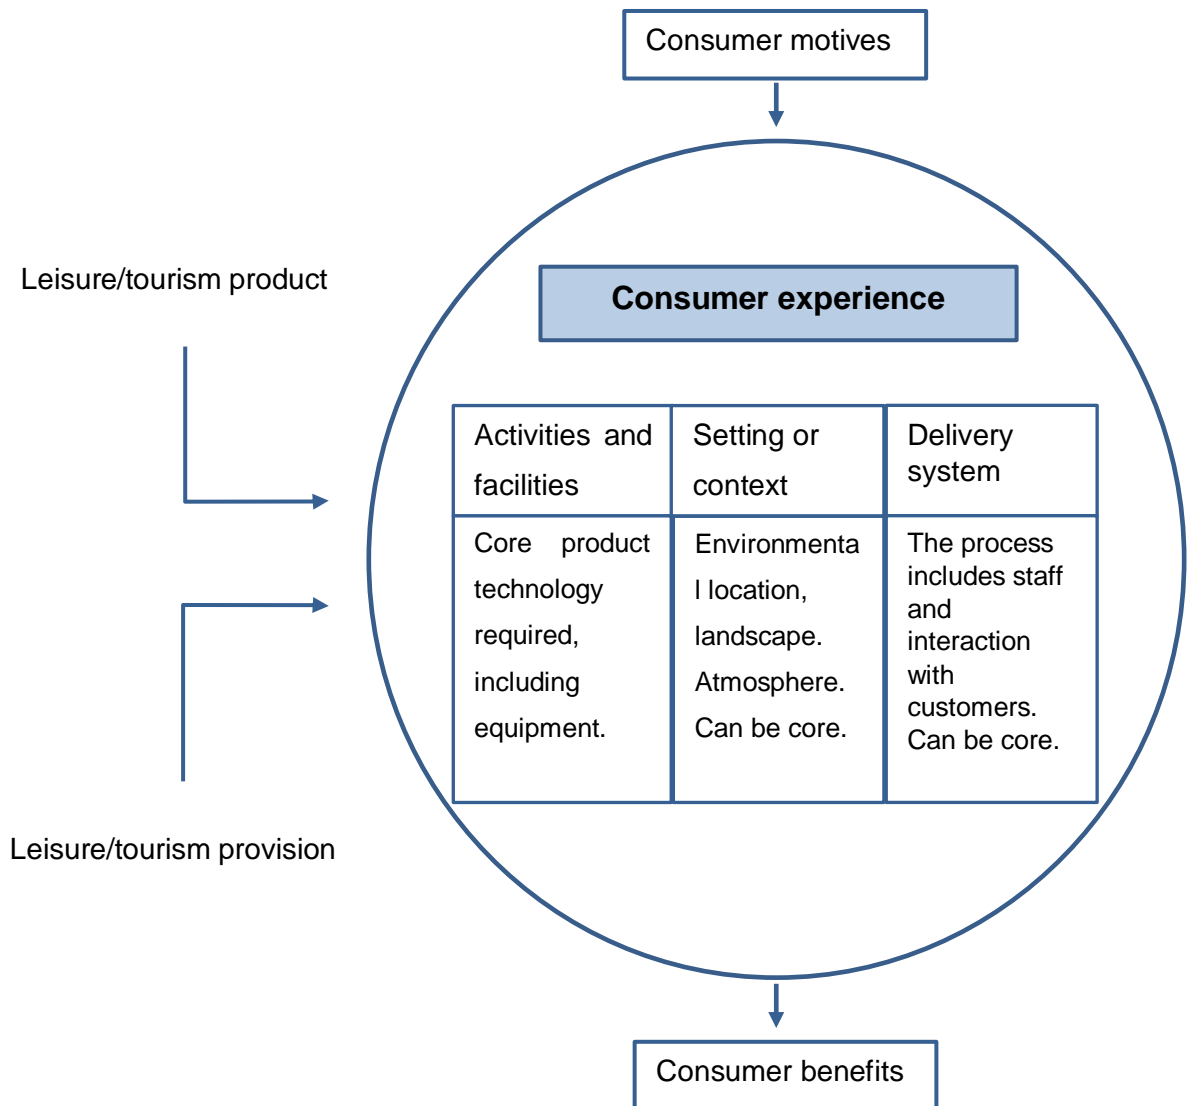 Consumer motives
Leisure/tourism product
Consumer experience
Activities and
facilities
Setting or
context
Delivery
system
Core product
technology
required,
including
equipment.
Environmenta
l location,
landscape.
Atmosphere.
Can be core.
The process
includes staff
and
interaction
with
customers.
Can be core.
Leisure/tourism provision
Consumer benefits